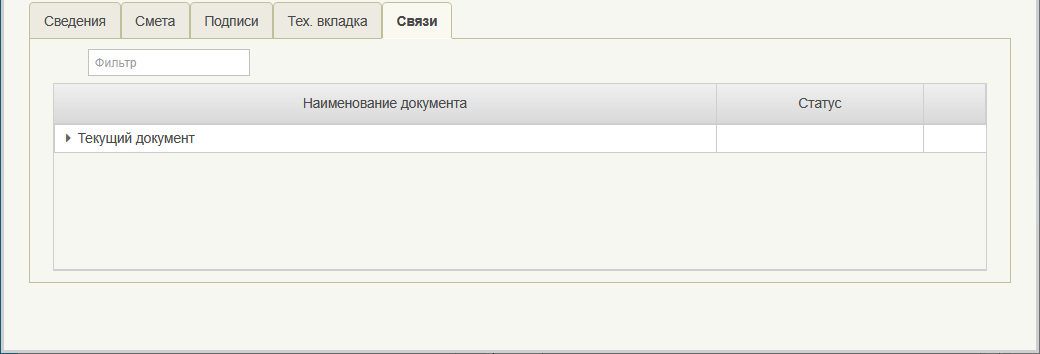 Сведения Смета Подписи Тех. вкладка Связи
Фильтр
Наименование документа Статус
Текущий документ